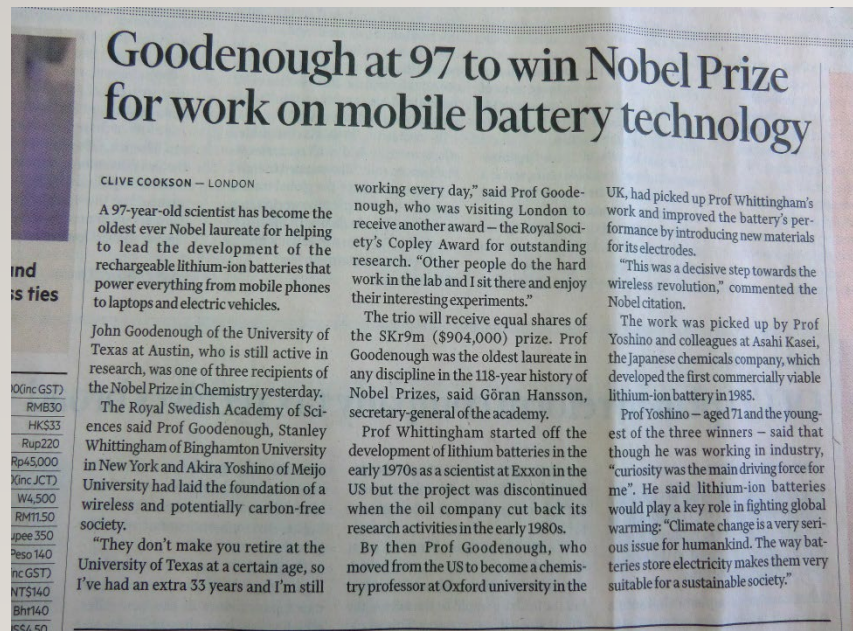 Goodenough at 97 to win Nobel Prize
for work on mobile battery technology
CLIVE COOKSON — LONDON
A 97-year-old scientist has become the
oldest ever Nobel laureate for helping
to lead the development of the
rechargeable lithium-ion batteries that
power everything from mobile phones
to laptops and electric vehicles.
John Goodenough of the University of
Texas at Austin, who is still active in
research, was one of three recipients of
the Nobel Prize in Chemistry yesterday.
The Royal Swedish Academy of Sci-
ences said Prof Goodenough, Stanley
Whittingham of Binghamton University
in New York and Akira Yoshino of Meijo
University had laid the foundation of a
wireless and potentially carbon-free
society.
“They don’t make you retire at the
University of Texas at a certain age, so
I’ve had an extra 33 years and I’m still
working every day,” said Prof Goode-
nough, who was visiting London to
receive another award — the Royal Soci-
ety’s Copley Award for outstanding
research. “Other people do the hard
work in the lab and I sit there and enjoy
their interesting experiments.”
The trio will receive equal shares of
the SKr9m ($904,000) prize. Prof
Goodenough was the oldest laureate in
any discipline in the 118-year history of
Nobel Prizes, said Göran Hansson,
secretary-general of the academy.
Prof Whittingham started off the
development of lithium batteries in the
early 1970s as a scientist at Exxon in the
US but the project was discontinued
when the oil company cut back its
research activities in the early 1980s.
By then Prof Goodenough, who
moved from the US to become a chemis-
try professor at Oxford university in the
UK, had picked up Prof Whittingham’s
work and improved the battery’s per-
formance by introducing new materials
for its electrodes.
“This was a decisive step towards the
wireless revolution,” commented the
Nobel citation.
The work was picked up by Prof
Yoshino and colleagues at Asahi Kasei,
the Japanese chemicals company, which
developed the first commercially viable
lithium-ion battery in 1985.
Prof Yoshino — aged 71 and the young-
est of the three winners — said that
though he was working in industry,
“curiosity was the main driving force for
me”. He said lithium-ion batteries
would play a key role in fighting global
warming: “Climate change is a very seri-
ous issue for humankind. The way bat-
teries store electricity makes them very
suitable for a sustainable society.”
ties
(inc GST)
RMB30
HK$33
Rup220
Rp45,000
(inc JCT)
W4,500
RM11.50
350
Peso 140
GST)
NT$140
Bht140